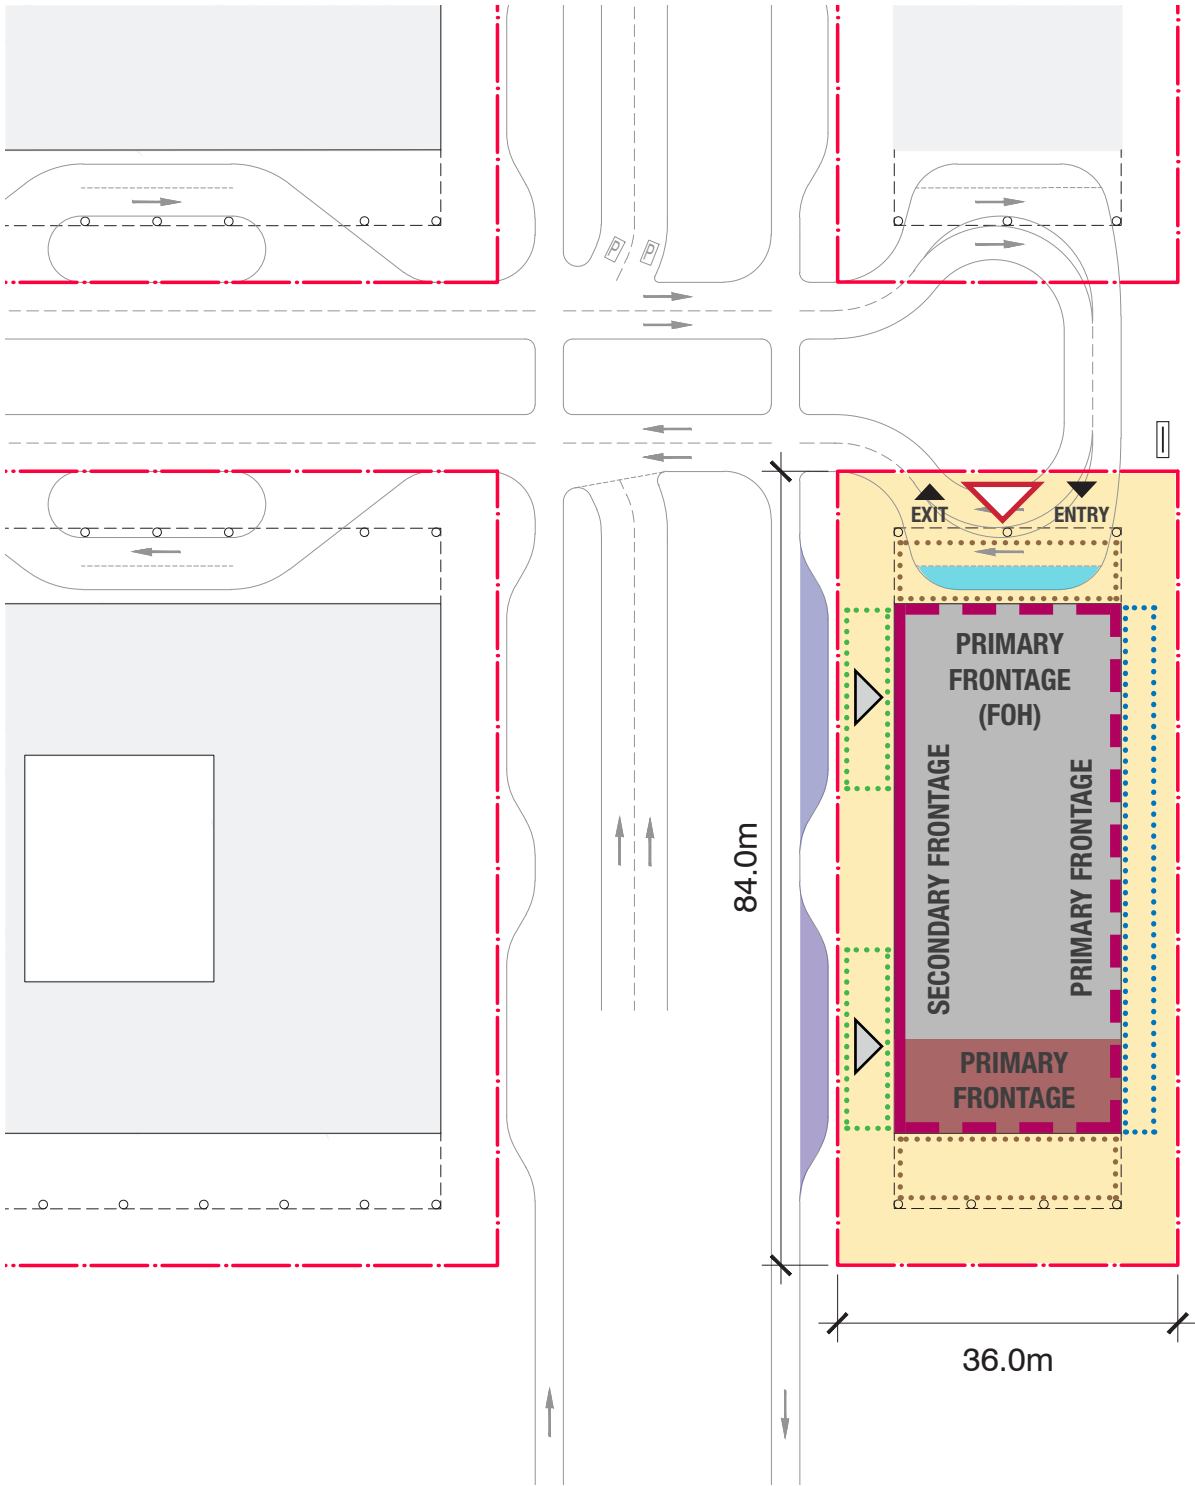 P
P
EXIT
ENTRY
PRIMARY
FRONTAGE
(FOH)
SECONDARY FRONTAGE
PRIMARY FRONTAGE
84.0m
PRIMARY
FRONTAGE
36.0m